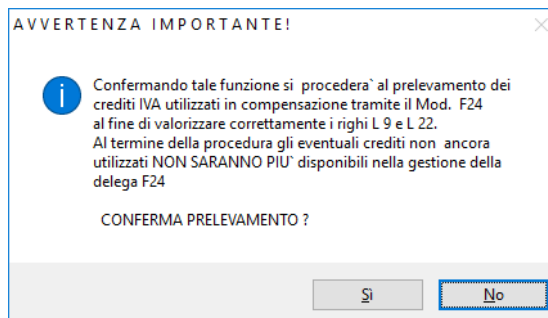 AVVERTENZA IMPORTANTE!
Confermando tale funzione si procedera` al prelevamento dei
crediti IVA utilizzati in compensazione tramite il Mod. F24
al fine di valorizzare correttamente i righi L 9 e L 22.
Al termine della procedura gli eventuali crediti non ancora
utilizzati NON SARANNO PIU` disponibili nella gestione della
delega F24
CONFERMA PRELEVAMENTO ?
Sì
No